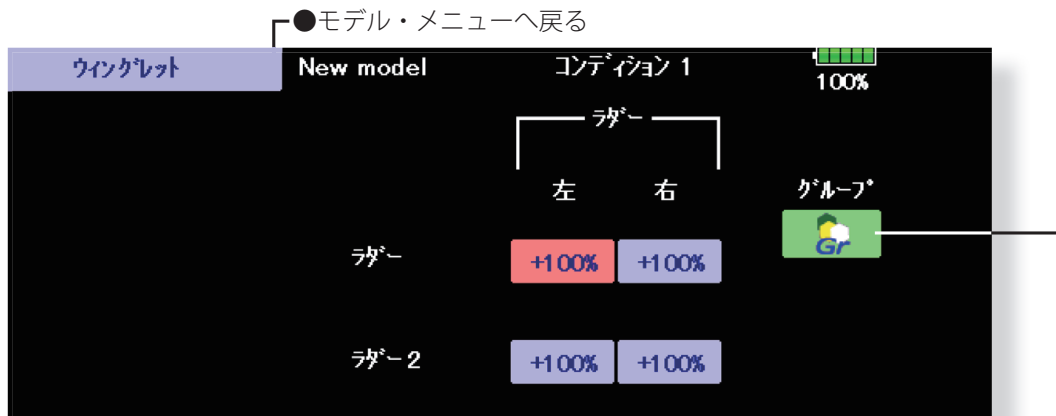 ●モデル・メニューへ戻る
ウィングレット New model コンディション 1 100%
ラダー
左 右 グループ
Gr
ラダー +100% +100%
ラダー2 +100% +100%